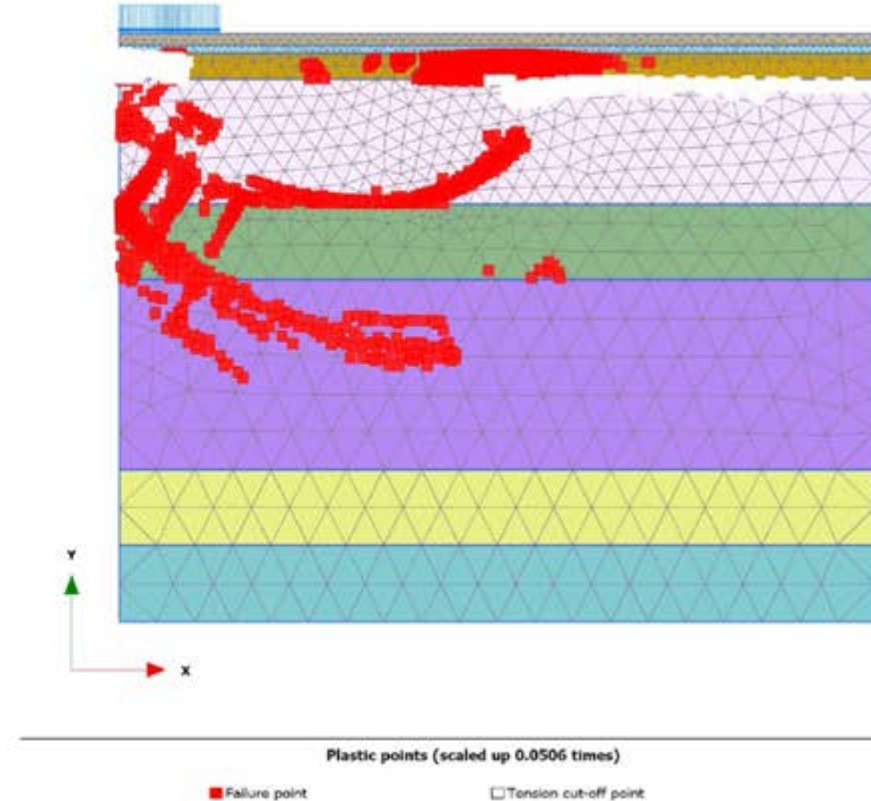 Y
X
Plastic points (scaled up 0.0506 times)
Failure point
Tension cut-off point